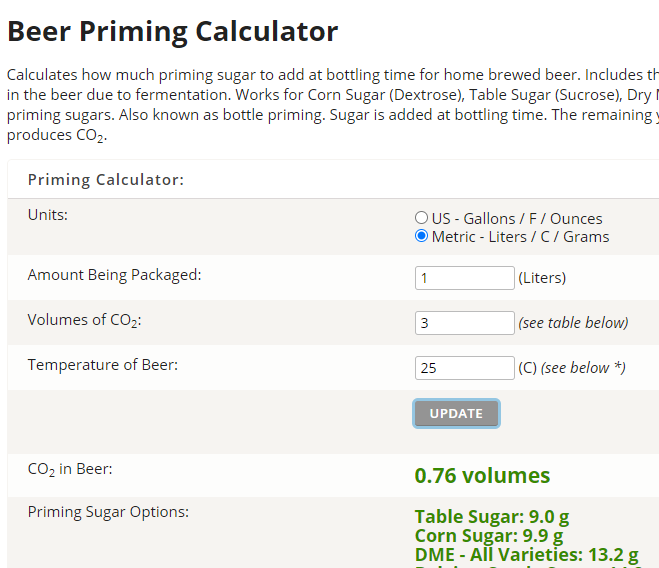 Beer Priming Calculator
Calculates how much priming sugar to add at bottling time for home brewed beer. Includes
in the beer due to fermentation. Works for Corn Sugar (Dextrose), Table Sugar (Sucrose), Dry
priming sugars. Also known as bottle priming. Sugar is added at bottling time. The remaining
produces CO₂.
Priming Calculator:
Units:
US - Gallons / F / Ounces
Metric - Liters / C / Grams
Amount Being Packaged:
1 (Liters)
Volumes of CO₂:
3 (see table below)
Temperature of Beer:
25 (C) (see below *)
UPDATE
CO₂ in Beer:
0.76 volumes
Priming Sugar Options:
Table Sugar: 9.0 g
Corn Sugar: 9.9 g
DME - All Varieties: 13.2 g